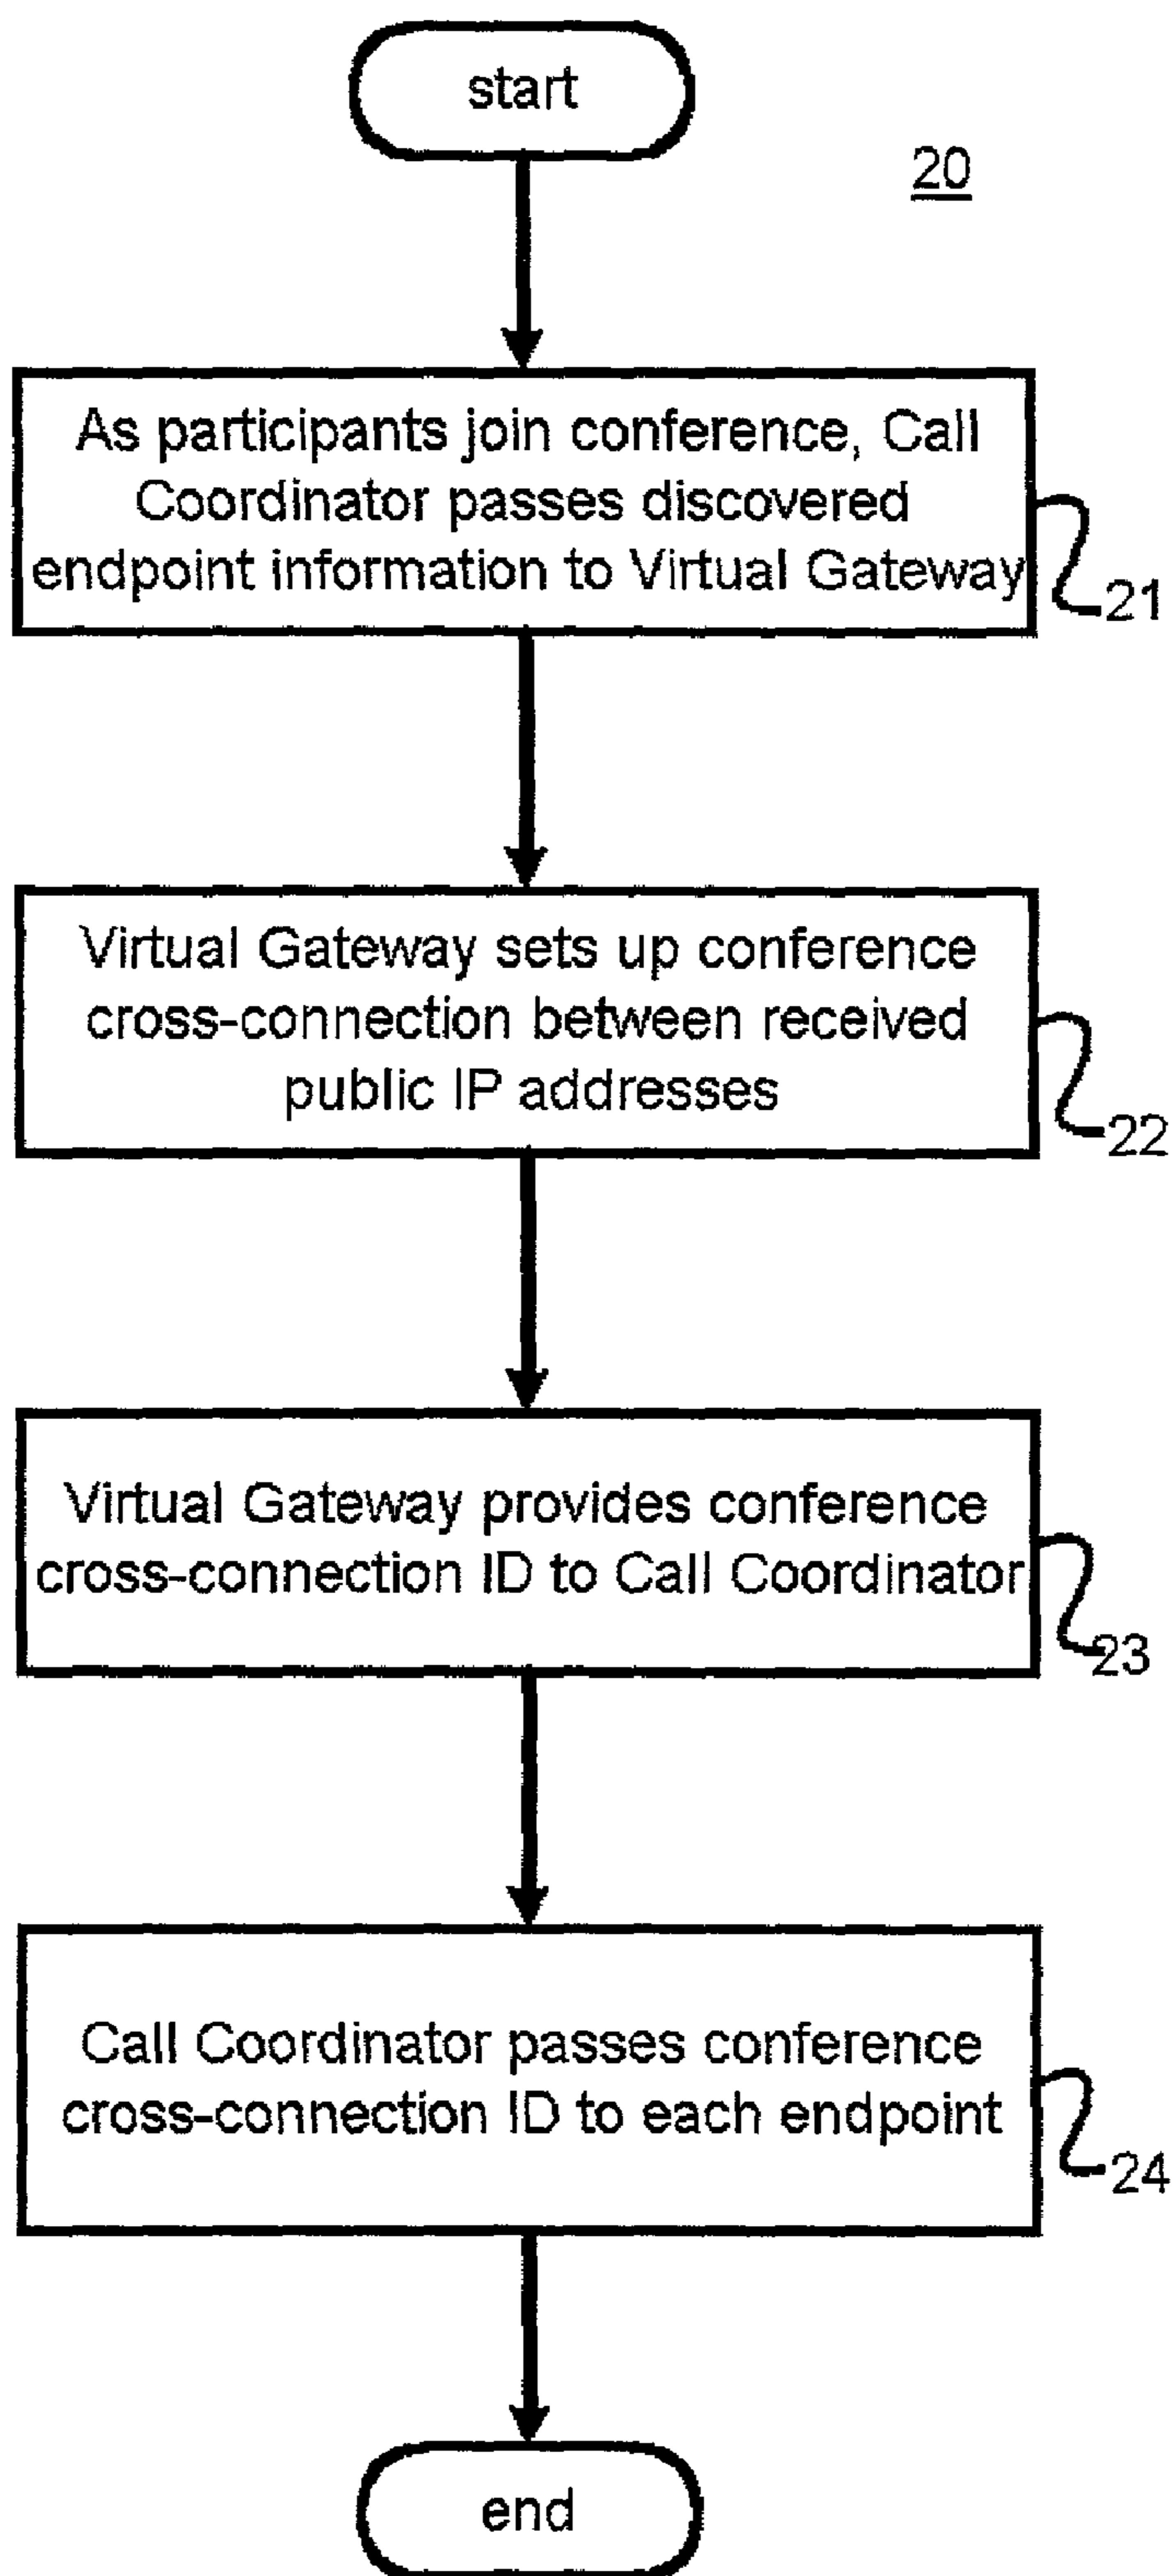 start
20
As participants join conference, Call
Coordinator passes discovered
endpoint information to Virtual Gateway
21
Virtual Gateway sets up conference
cross-connection between received
public IP addresses
22
Virtual Gateway provides conference
cross-connection ID to Call Coordinator
23
Call Coordinator passes conference
cross-connection ID to each endpoint
24
end